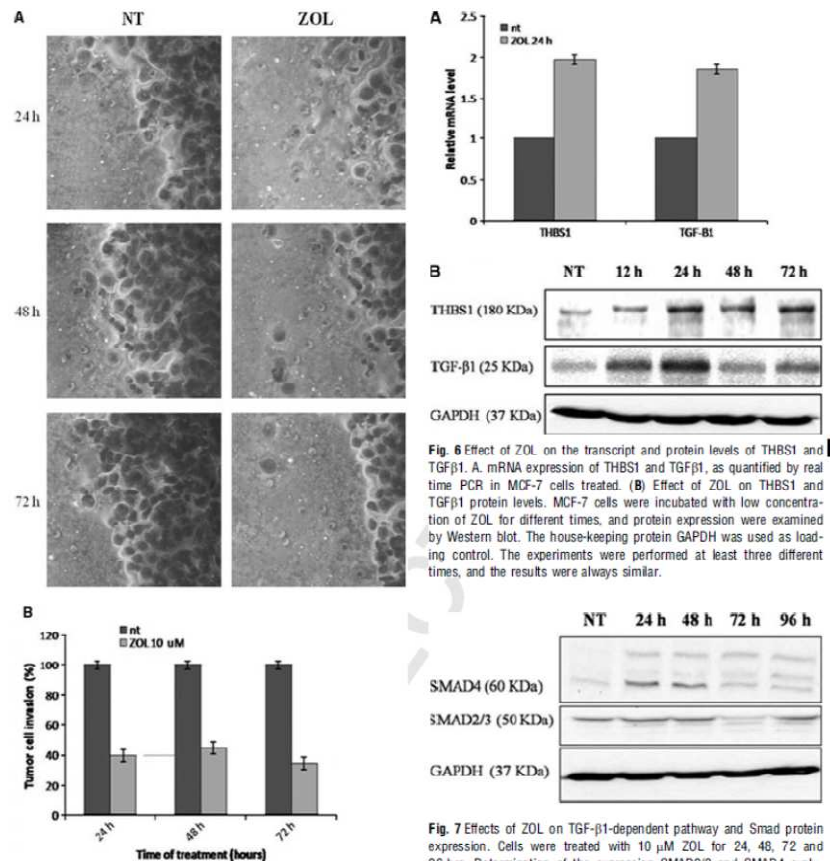 A
NT ZOL
24 h
48 h
72 h
B
nt
ZOL 10 uM
Tumor cell invasion (%)
120
100
80
60
40
20
0
24 h 48 h 72 h
Time of treatment (hours)
A
nt
ZOL 24 h
Relative mRNA level
2.5
2
1.5
1
0.5
0
THBS1 TGF-B1
B
NT 12 h 24 h 48 h 72 h
THBS1 (180 KDa)
TGF-β1 (25 KDa)
GAPDH (37 KDa)
Fig. 6 Effect of ZOL on the transcript and protein levels of THBS1 and
TGFβ1. A. mRNA expression of THBS1 and TGFβ1, as quantified by real
time PCR in MCF-7 cells treated. (B) Effect of ZOL on THBS1 and
TGFβ1 protein levels. MCF-7 cells were incubated with low concentra-
tion of ZOL for different times, and protein expression were examined
by Western blot. The house-keeping protein GAPDH was used as load-
ing control. The experiments were performed at least three different
times, and the results were always similar.
NT 24 h 48 h 72 h 96 h
SMAD4 (60 KDa)
SMAD2/3 (50 KDa)
GAPDH (37 KDa)
Fig. 7 Effects of ZOL on TGF-β1-dependent pathway and Smad protein
expression. Cells were treated with 10 μM ZOL for 24, 48, 72 and